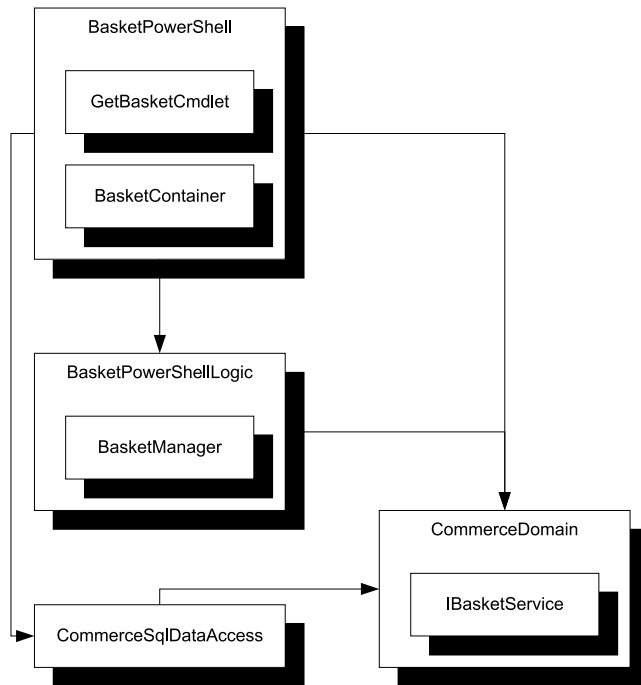 BasketPowerShell
GetBasketCmdlet
BasketContainer
BasketPowerShellLogic
BasketManager
CommerceDomain
IBasketService
CommerceSqlDataAccess